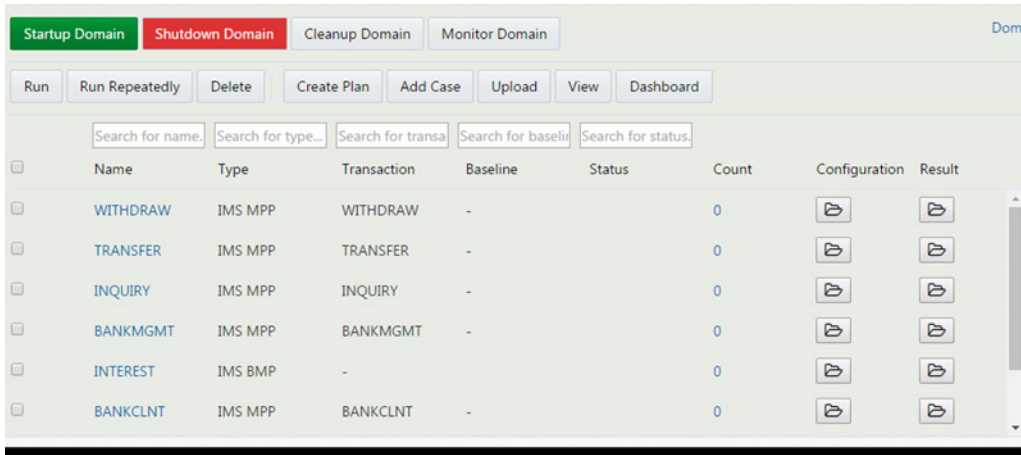 Startup Domain Shutdown Domain Cleanup Domain Monitor Domain Dom
Run Run Repeatedly Delete Create Plan Add Case Upload View Dashboard
Search for name. Search for type... Search for transa Search for baselin Search for status.
Name Type Transaction Baseline Status Count Configuration Result
WITHDRAW IMS MPP WITHDRAW - 0
TRANSFER IMS MPP TRANSFER - 0
INQUIRY IMS MPP INQUIRY - 0
BANKMGMT IMS MPP BANKMGMT - 0
INTEREST IMS BMP - 0
BANKCLNT IMS MPP BANKCLNT - 0